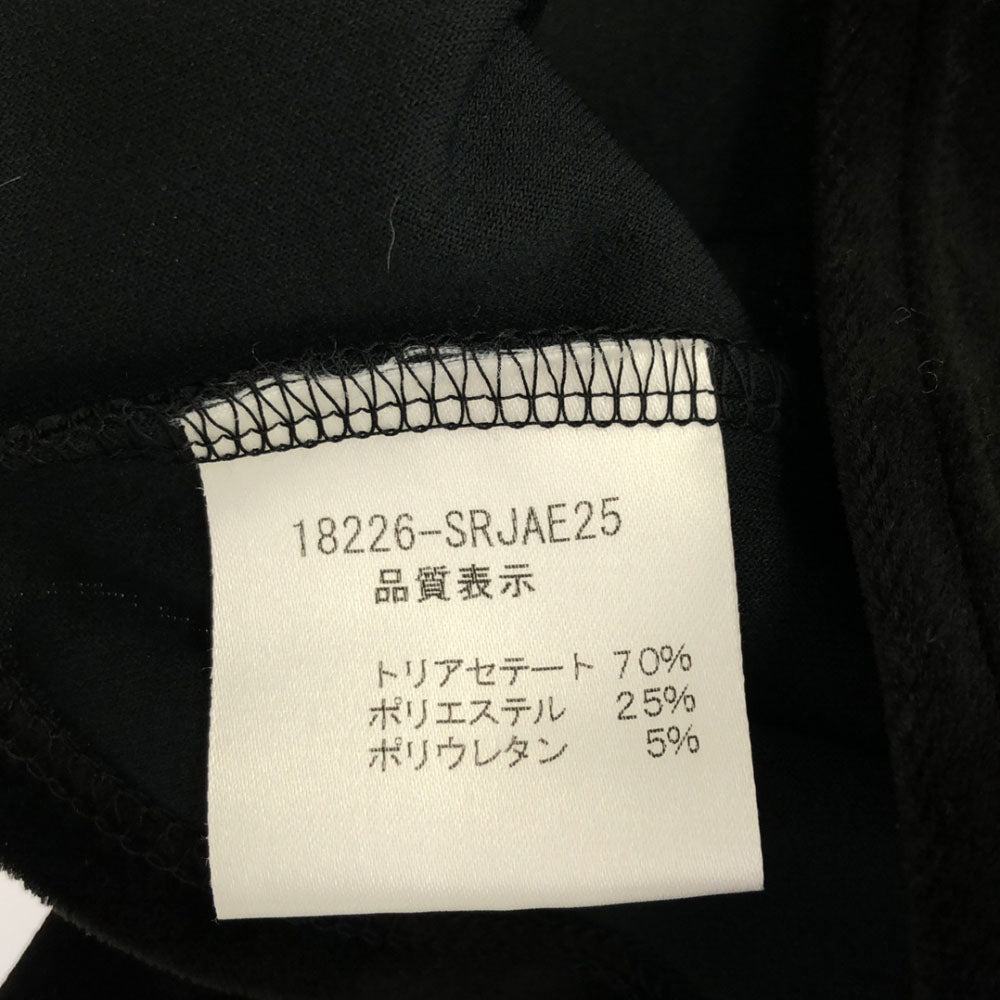 18226-SRJAE25
品質表示
トリアセテート 70%
ポリエステル 25%
ポリウレタン 5%